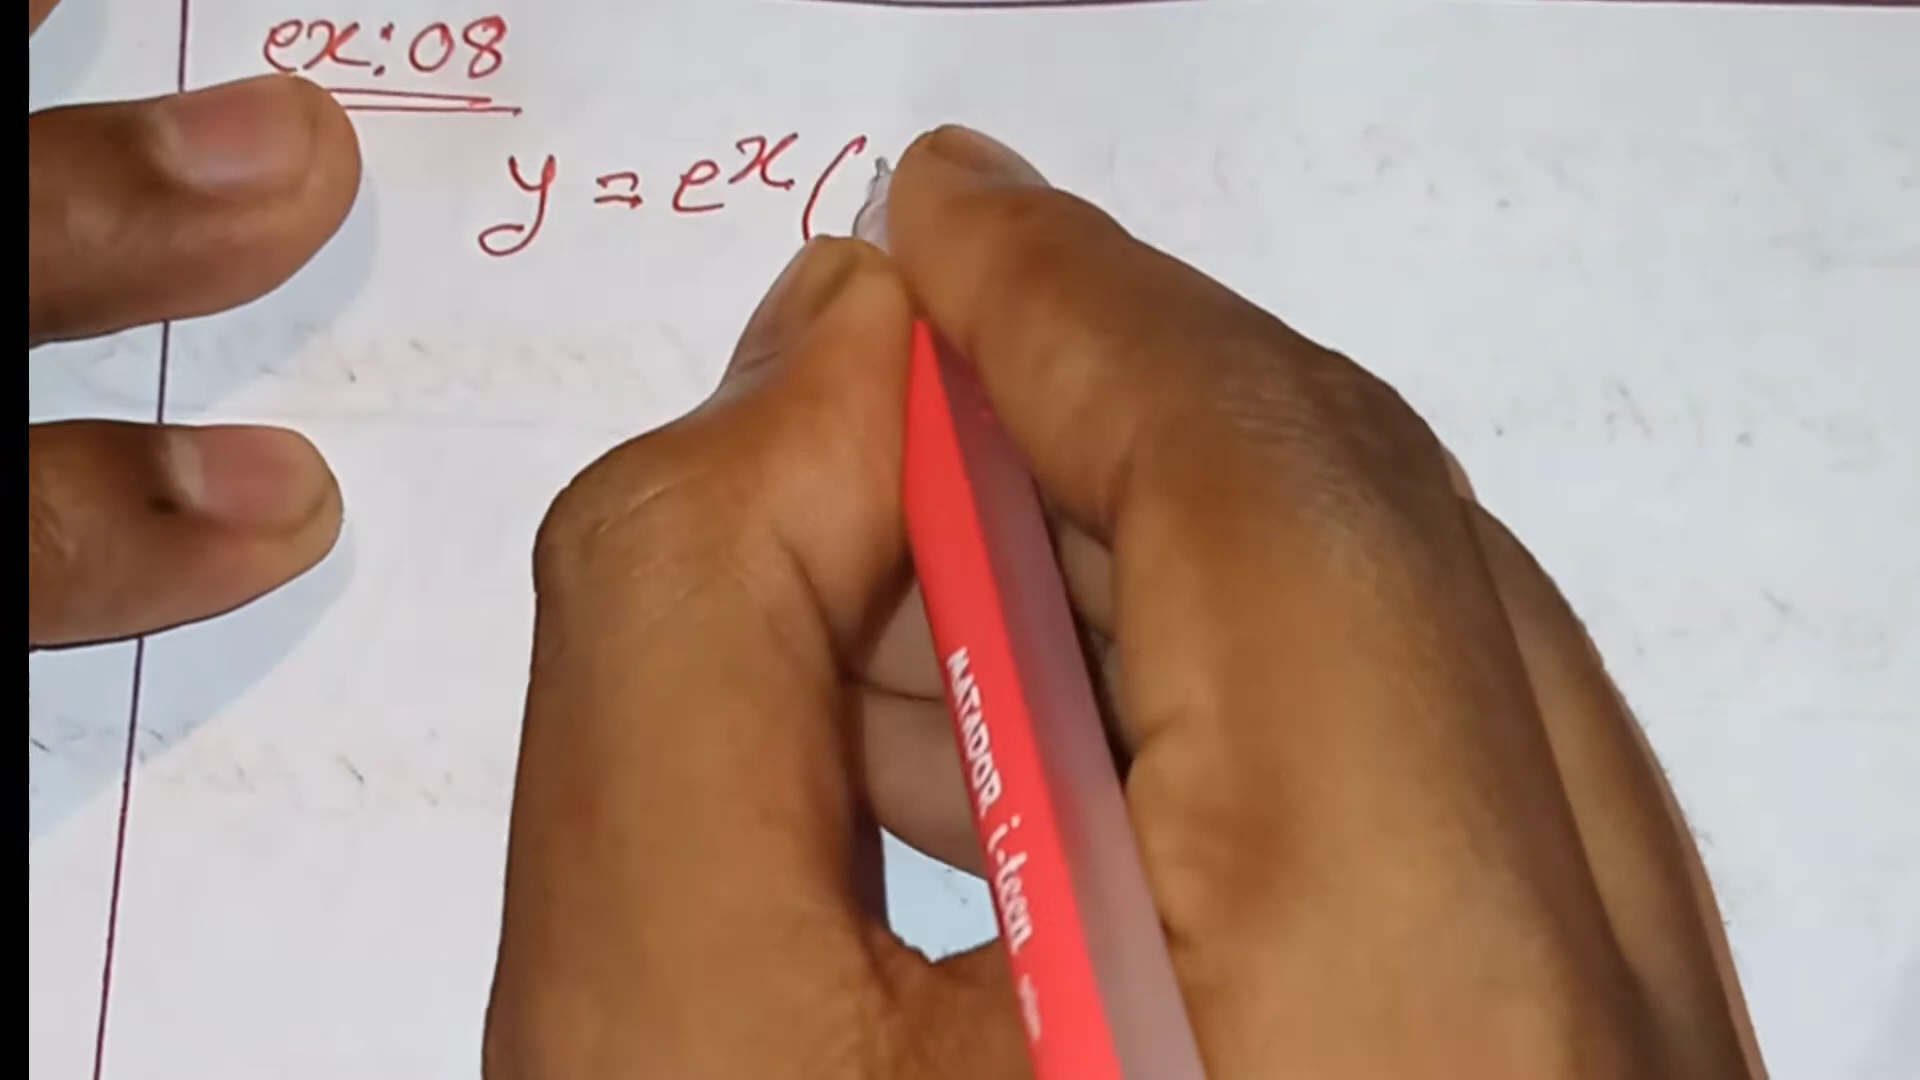 ex: 08
y = e^x (
MATADOR i-teen